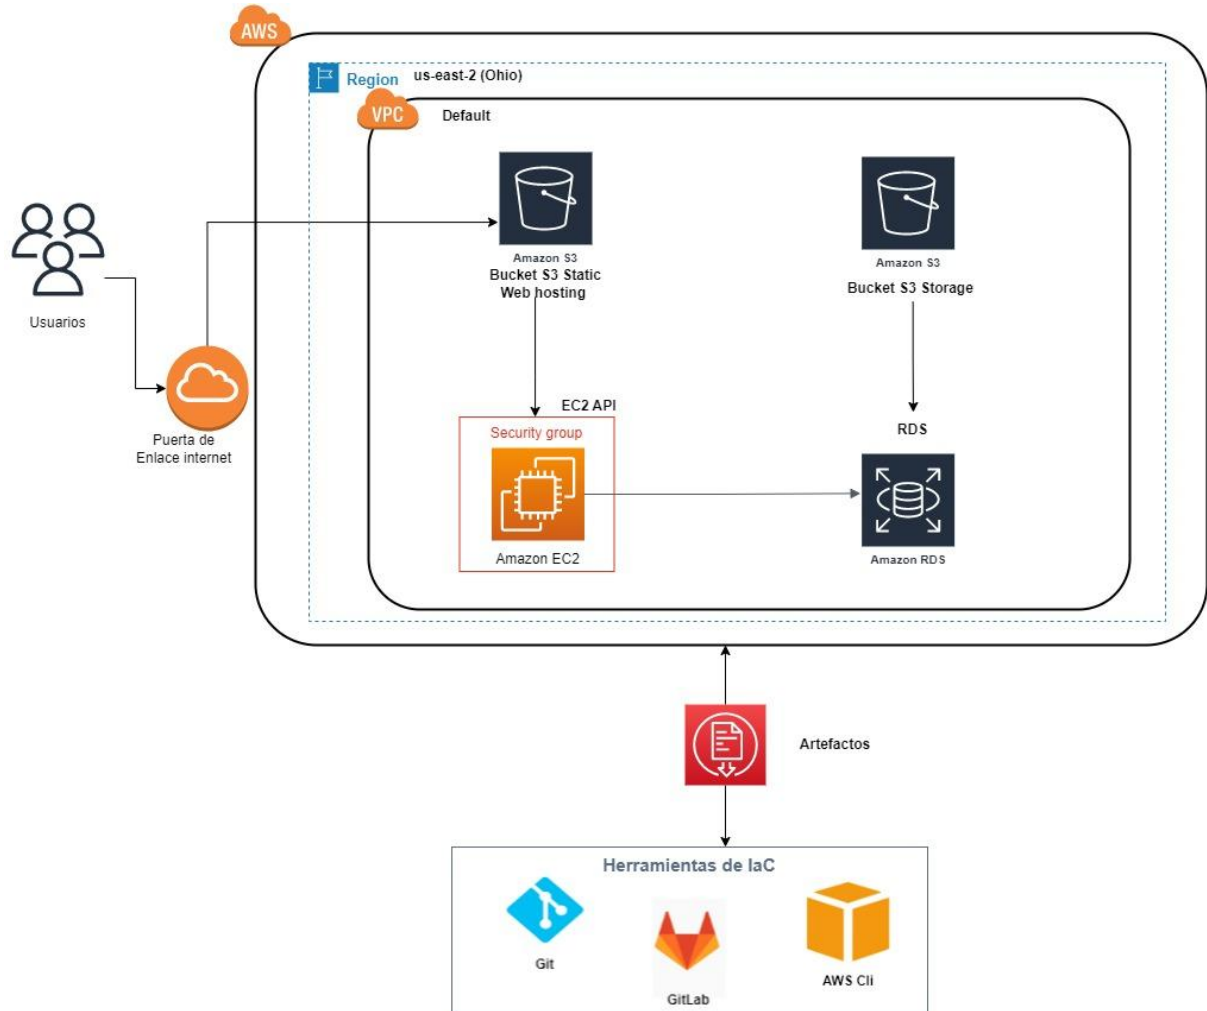 AWS
Region
us-east-2 (Ohio)
VPC
Default
Usuarios
Puerta de
Enlace internet
Amazon S3
Bucket S3 Static
Web hosting
Amazon S3
Bucket S3 Storage
EC2 API
Security group
Amazon EC2
RDS
Amazon RDS
Artefactos
Herramientas de IaC
Git
GitLab
AWS Cli